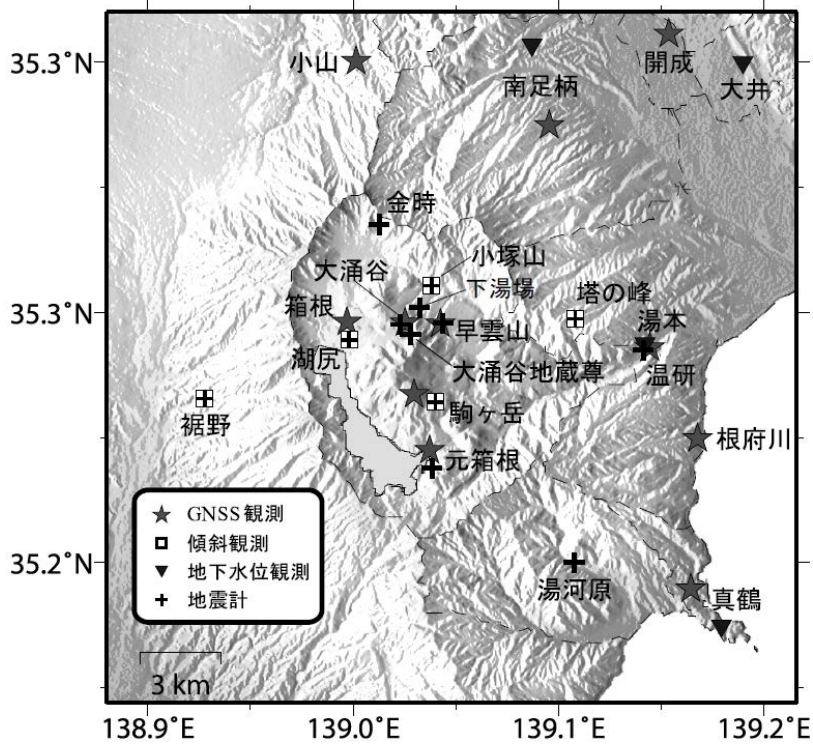 35.3°N
小山
開成
大井
南足柄
金時
小塚山
大涌谷
下湯場
塔の峰
35.3°N
箱根
早雲山
湯本
湖尻
大涌谷地蔵尊
温研
駒ヶ岳
裾野
根府川
元箱根
GNSS観測
傾斜観測
地下水位観測
地震計
35.2°N
湯河原
真鶴
3 km
138.9°E
139.0°E
139.1°E
139.2°E